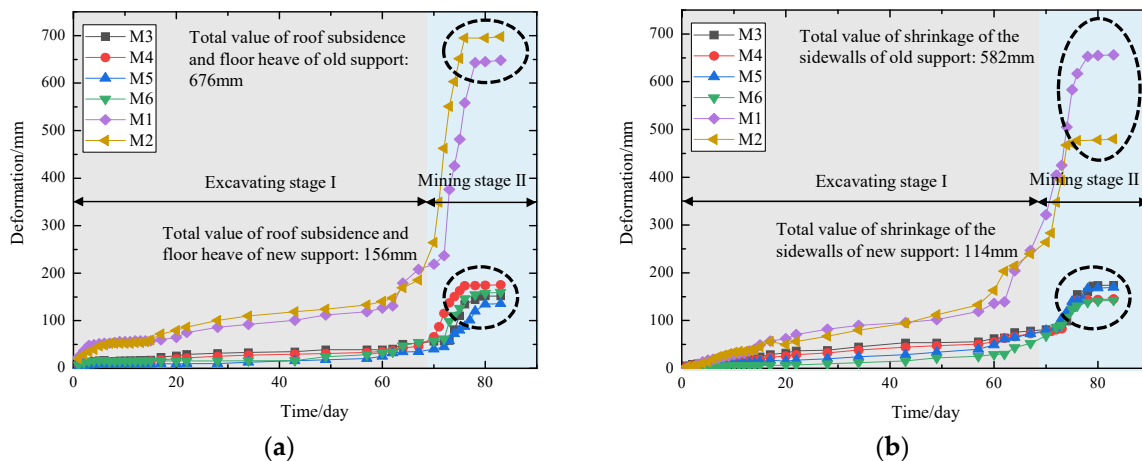 M3
M4
M5
M6
M1
M2
Total value of roof subsidence
and floor heave of old support:
676mm
Excavating stage I
Mining stage II
Total value of roof subsidence and
floor heave of new support: 156mm
700
600
500
400
300
200
100
0
Deformation/mm
0
20
40
60
80
Time/day
(a)
M3
M4
M5
M6
M1
M2
Total value of shrinkage of the
sidewalls of old support: 582mm
Excavating stage I
Mining stage II
Total value of shrinkage of the
sidewalls of new support: 114mm
700
600
500
400
300
200
100
0
Deformation/mm
0
20
40
60
80
Time/day
(b)